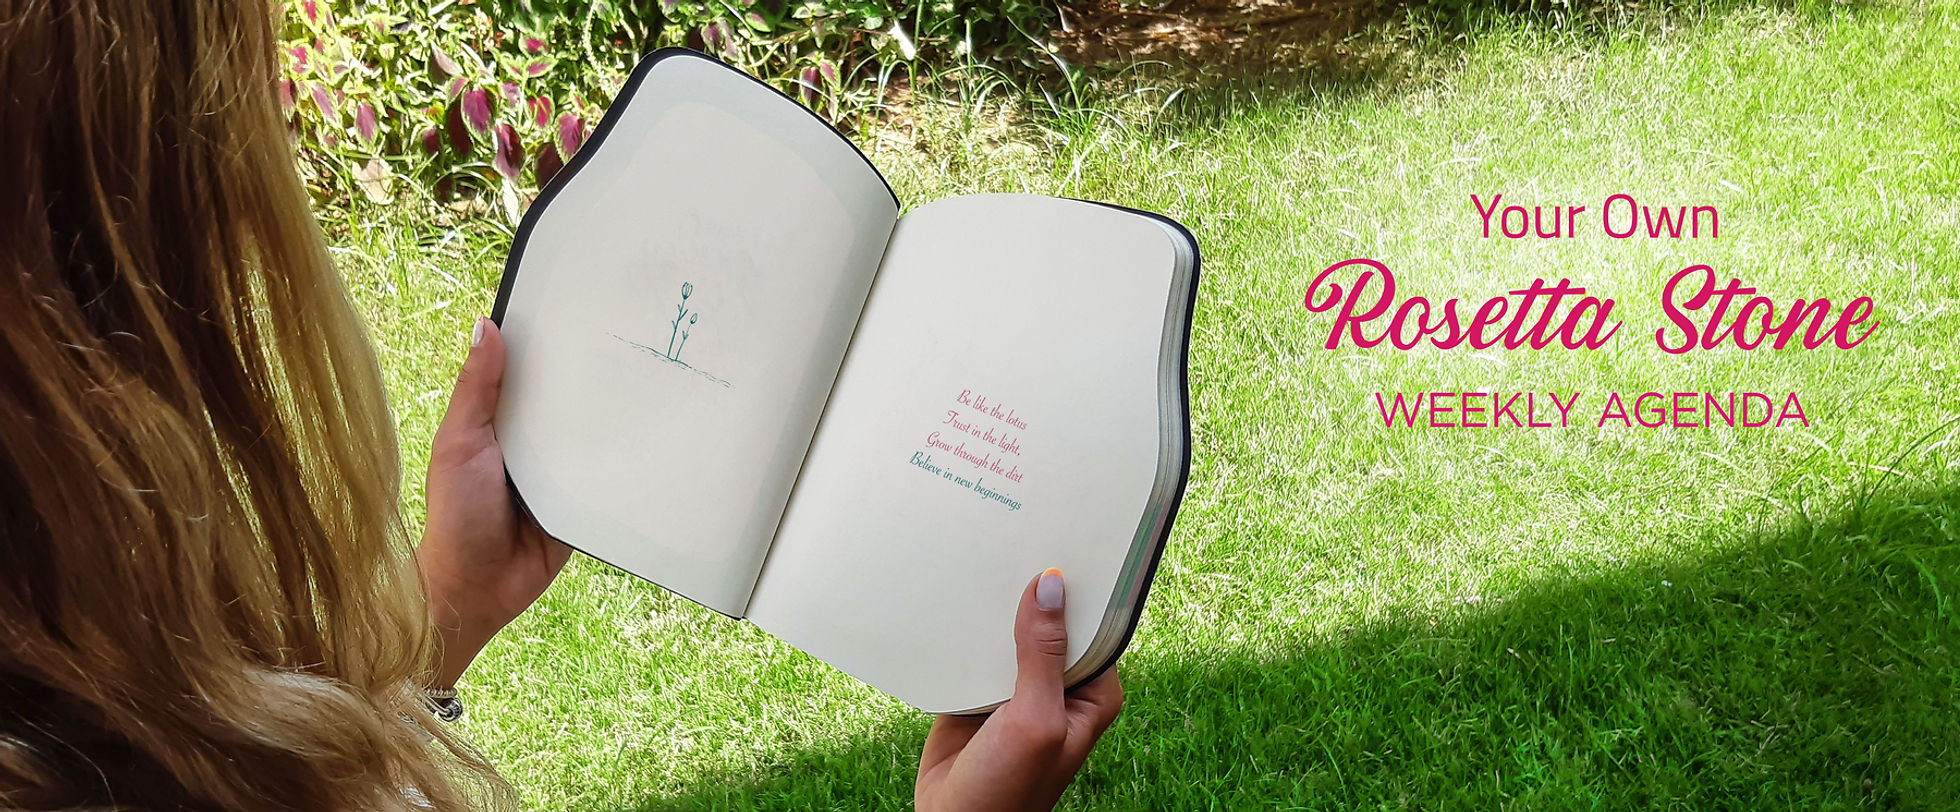 Be like the lotus
Trust in the light,
Grow through the dirt
Believe in new beginnings
Your Own
Rosetta Stone
WEEKLY AGENDA